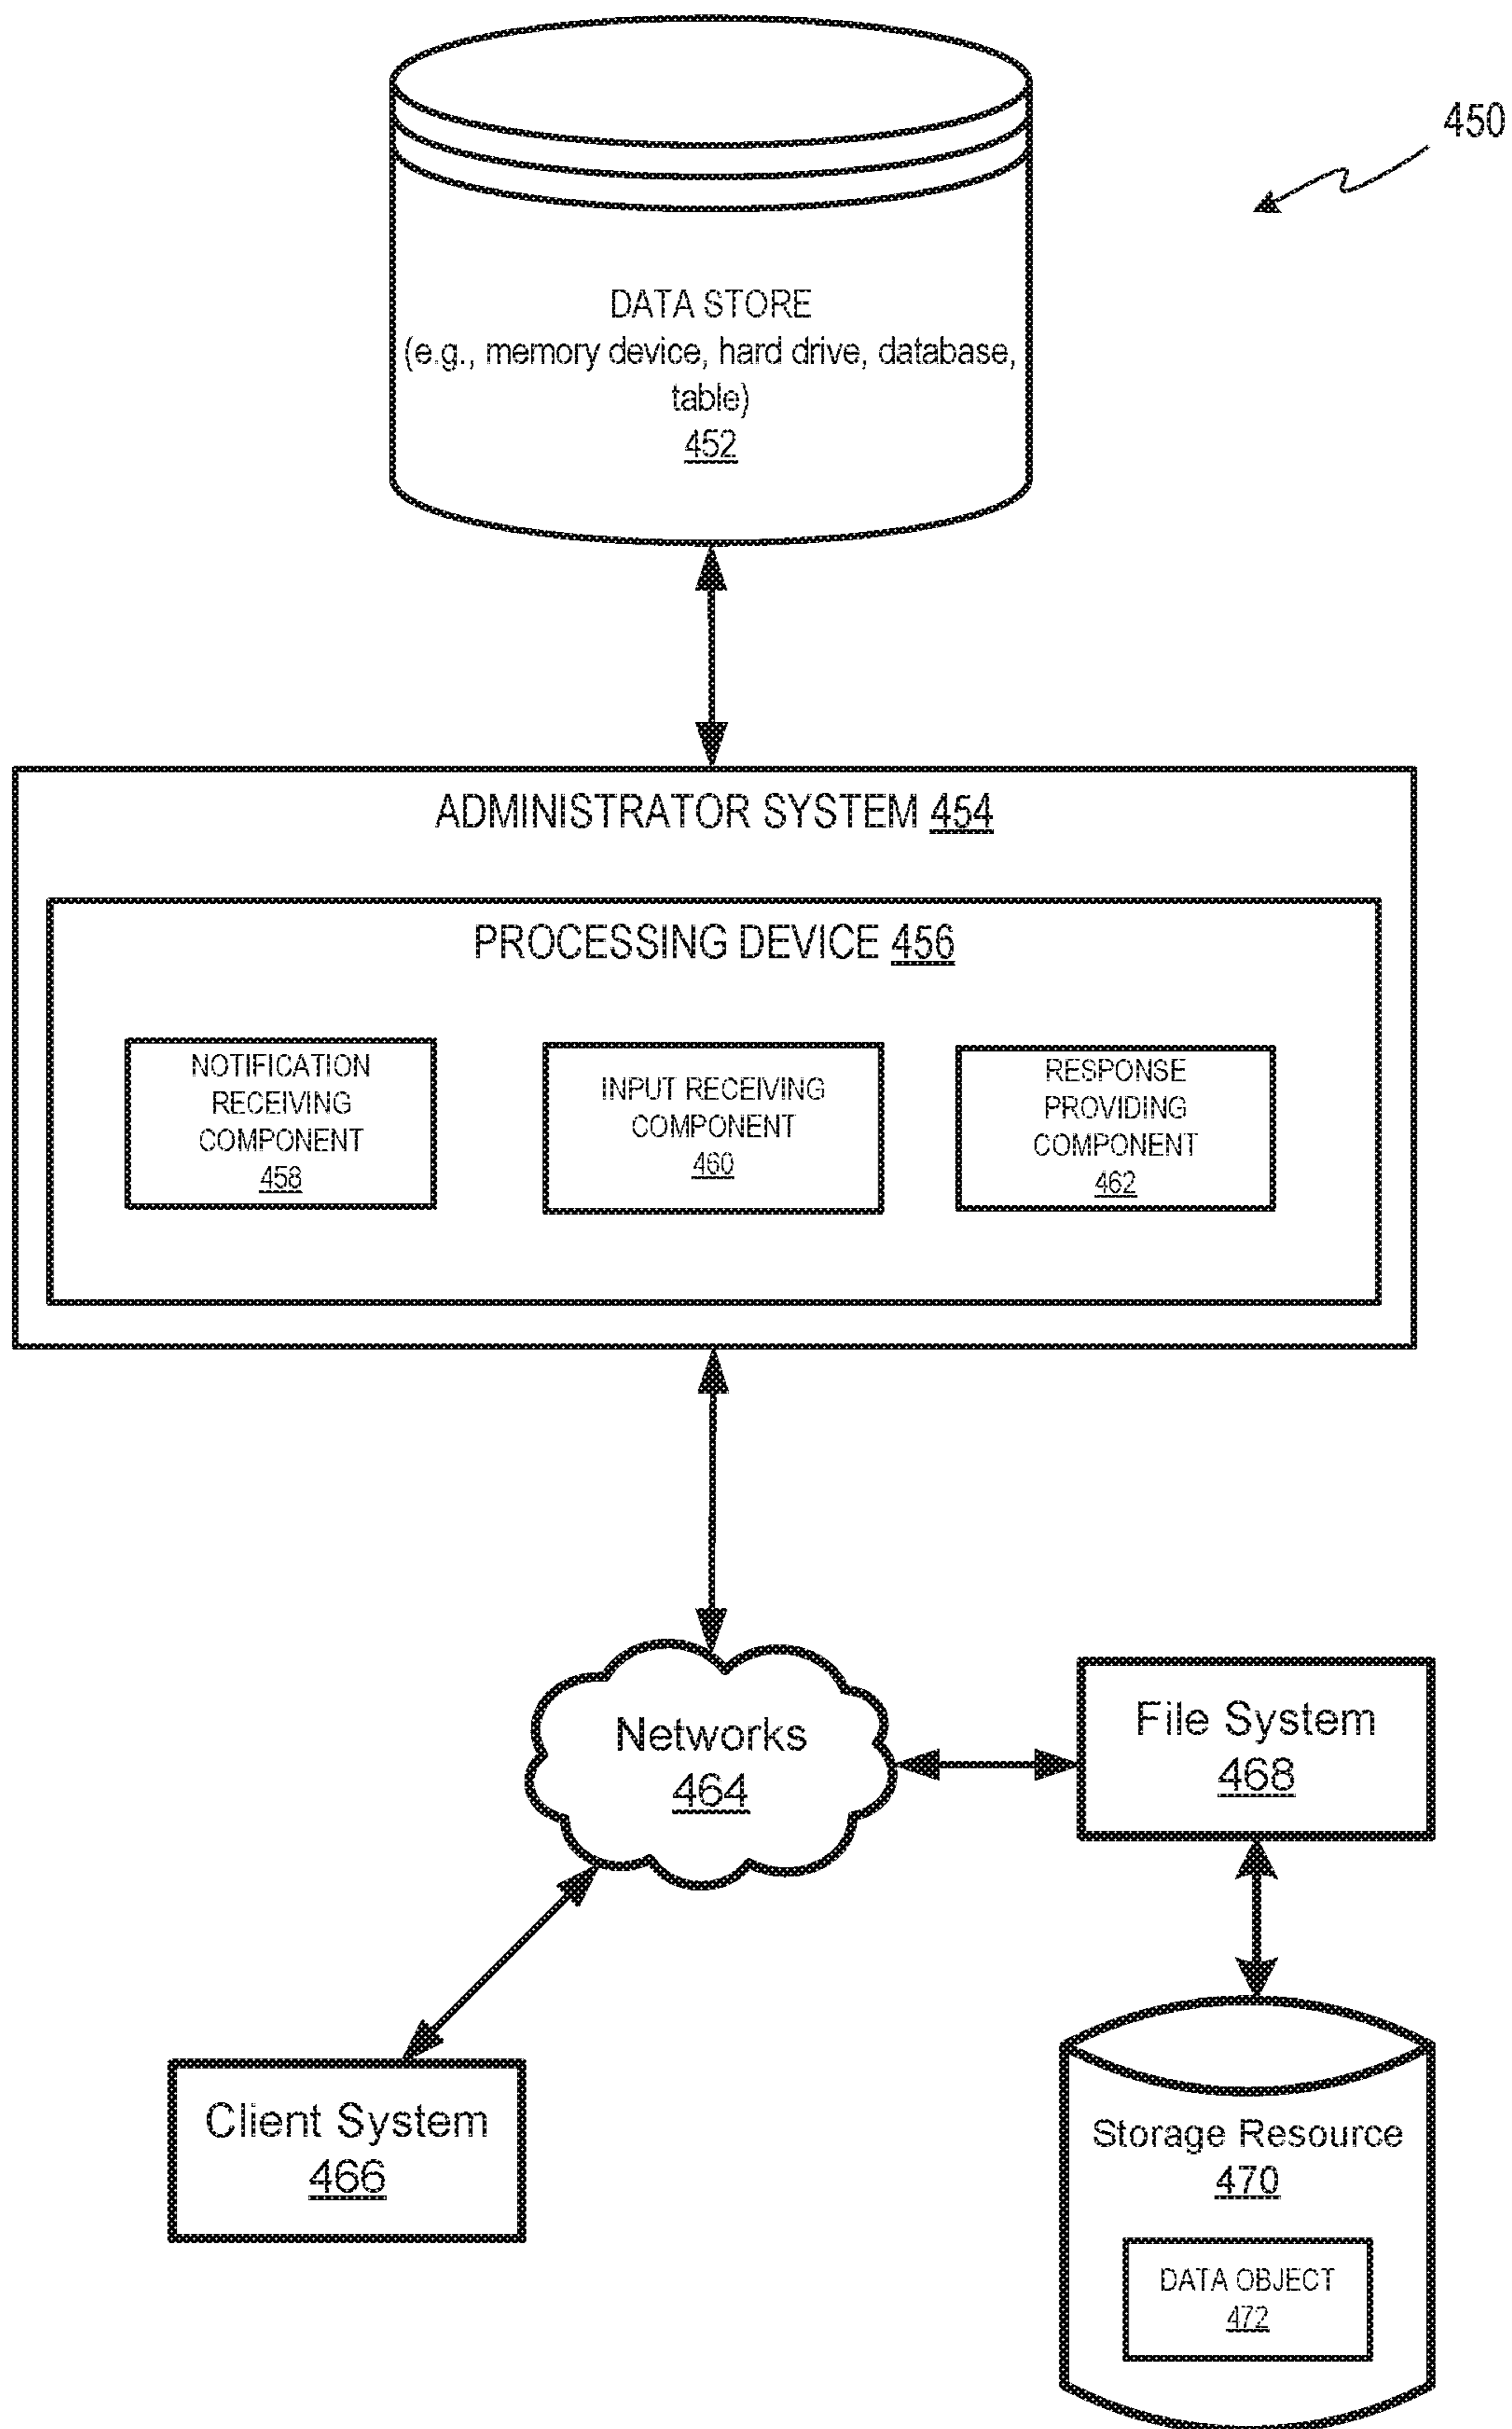 450
DATA STORE
(e.g., memory device, hard drive, database,
table)
452
ADMINISTRATOR SYSTEM 454
PROCESSING DEVICE 456
NOTIFICATION
RECEIVING
COMPONENT
458
INPUT RECEIVING
COMPONENT
460
RESPONSE
PROVIDING
COMPONENT
462
Networks
464
File System
468
Client System
466
Storage Resource
470
DATA OBJECT
472